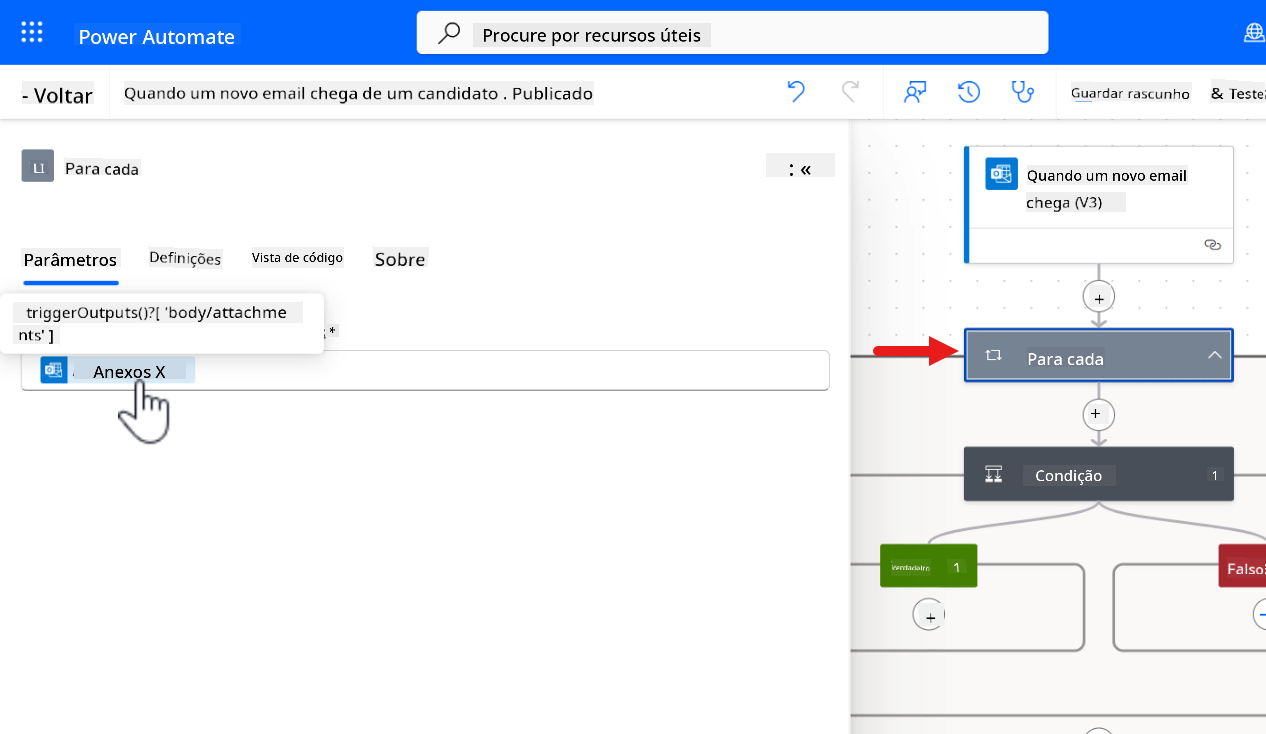 Power Automate
Procure por recursos úteis
- Voltar
Quando um novo email chega de um candidato . Publicado
Guardar rascunho
& Teste
LI
Para cada
: «
Parâmetros
Definições
Vista de código
Sobre
triggerOutputs()?[ 'body/attachme
nts' ]
*
Anexos X
Quando um novo email
chega (V3)
+
Para cada
+
Condição
1
Verdadeiro
1
Falso
+